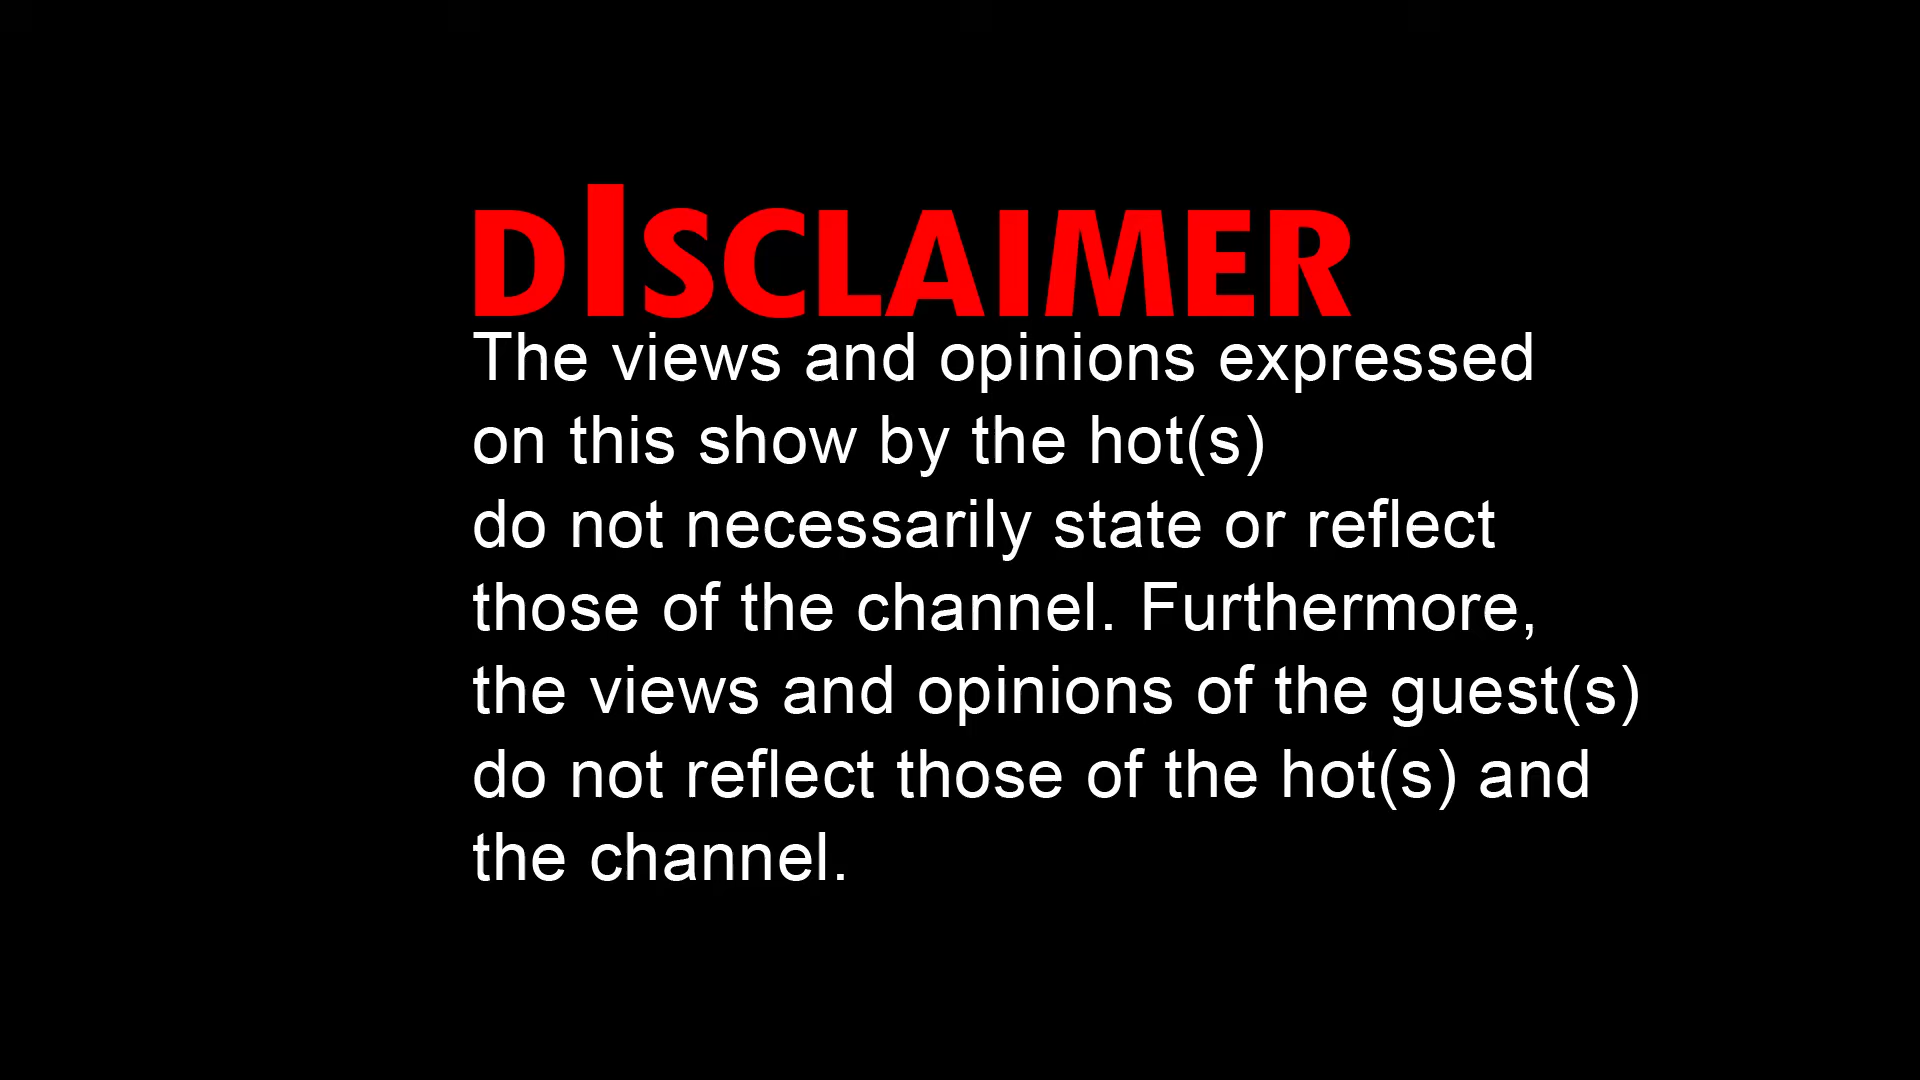 DISCLAIMER
The views and opinions expressed
on this show by the hot(s)
do not necessarily state or reflect
those of the channel. Furthermore,
the views and opinions of the guest(s)
do not reflect those of the hot(s) and
the channel.